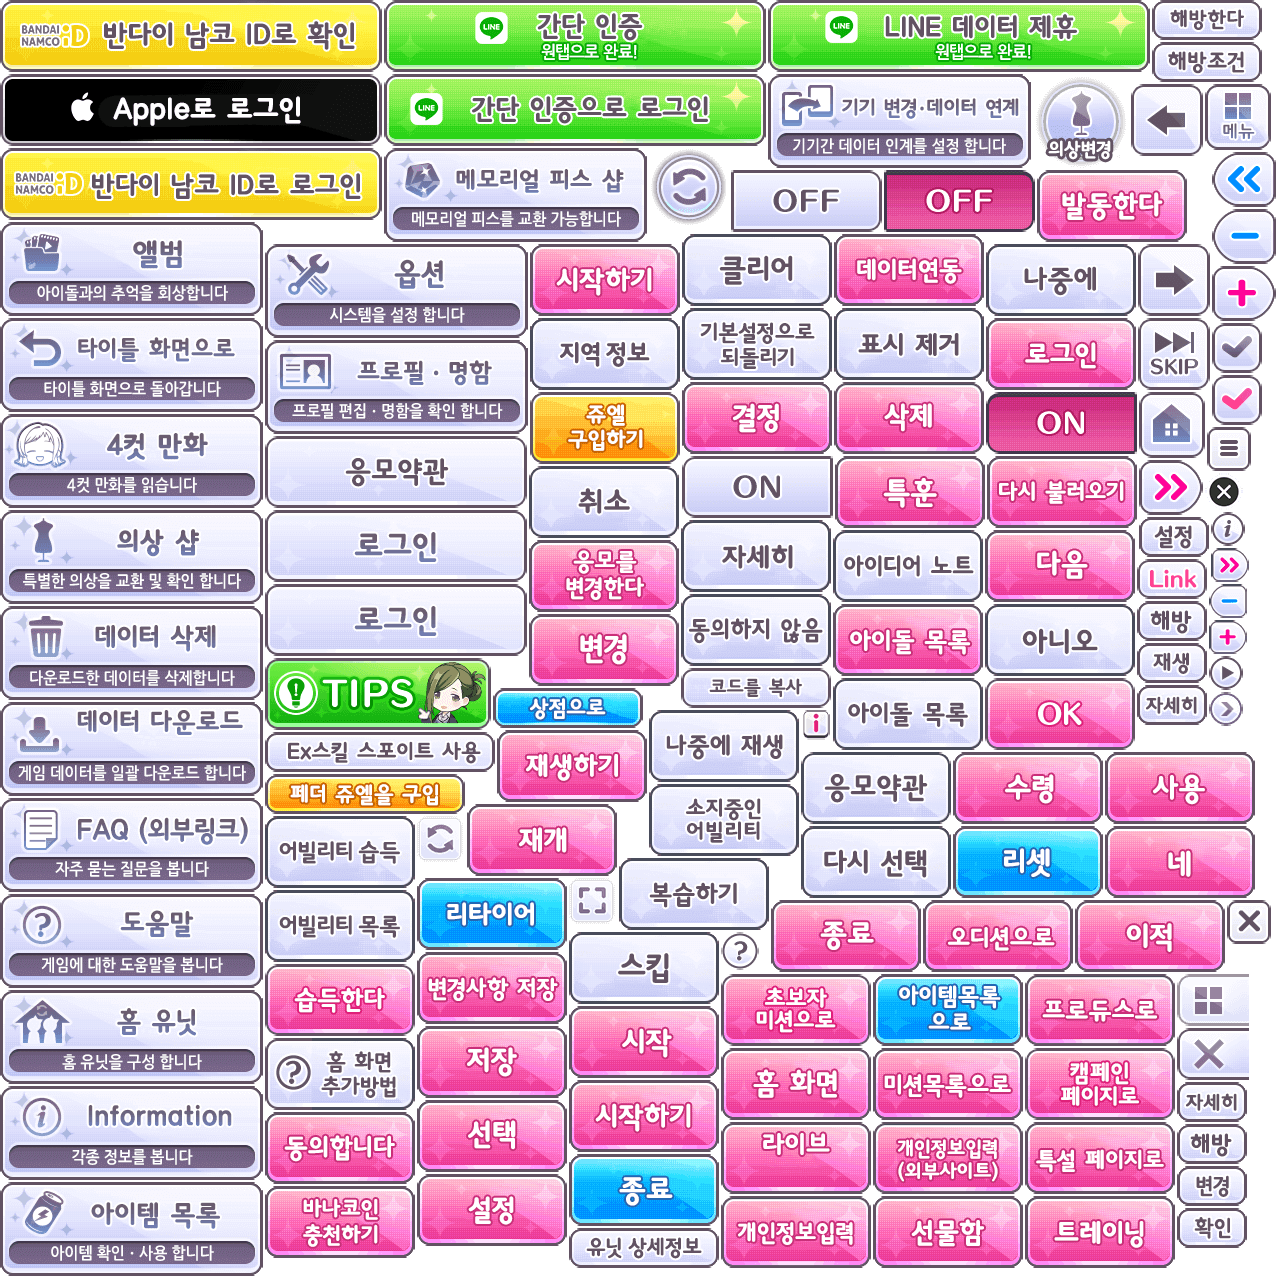 BANDAI NAMCO iD 반다이 남코 ID로 확인
LINE 간단 인증
원탭으로 완료!
LINE LINE 데이터 제휴
원탭으로 완료!
해방한다
해방조건
Apple로 로그인
LINE 간단 인증으로 로그인
기기 변경·데이터 연계
기기간 데이터 인계를 설정 합니다
의상변경
메뉴
BANDAI NAMCO iD 반다이 남코 ID로 로그인
메모리얼 피스 샵
메모리얼 피스를 교환 가능합니다
OFF
OFF
발동한다
앨범
아이돌과의 추억을 회상합니다
타이틀 화면으로
타이틀 화면으로 돌아갑니다
4컷 만화
4컷 만화를 읽습니다
의상 샵
특별한 의상을 교환 및 확인 합니다
데이터 삭제
다운로드한 데이터를 삭제합니다
데이터 다운로드
게임 데이터를 일괄 다운로드 합니다
FAQ (외부링크)
자주 묻는 질문을 봅니다
도움말
게임에 대한 도움말을 봅니다
홈 유닛
홈 유닛을 구성 합니다
Information
각종 정보를 봅니다
아이템 목록
아이템 확인 · 사용 합니다
옵션
시스템을 설정 합니다
프로필 · 명함
프로필 편집 · 명함을 확인 합니다
응모약관
로그인
로그인
TIPS
Ex스킬 스포이트 사용
페더 쥬엘을 구입
어빌리티 습득
어빌리티 목록
습득한다
홈 화면
추가방법
동의합니다
바나코인
충천하기
시작하기
지역 정보
쥬엘
구입하기
취소
응모를
변경한다
변경
상점으로
재생하기
재개
리타이어
변경사항 저장
저장
선택
설정
클리어
기본설정으로
되돌리기
결정
ON
자세히
동의하지 않음
코드를 복사
나중에 재생
소지중인
어빌리티
복습하기
스킵
시작
시작하기
종료
유닛 상세정보
데이터연동
표시 제거
삭제
특훈
아이디어 노트
아이돌 목록
아이돌 목록
나중에
로그인
ON
다시 불러오기
다음
아니오
OK
SKIP
설정
Link
해방
재생
자세히
응모약관
수령
사용
다시 선택
리셋
네
종료
오디션으로
이적
초보자
미션으로
아이템목록
으로
프로듀스로
홈 화면
미션목록으로
캠페인
페이지로
라이브
개인정보입력
(외부사이트)
특설 페이지로
개인정보입력
선물함
트레이닝
자세히
해방
변경
확인